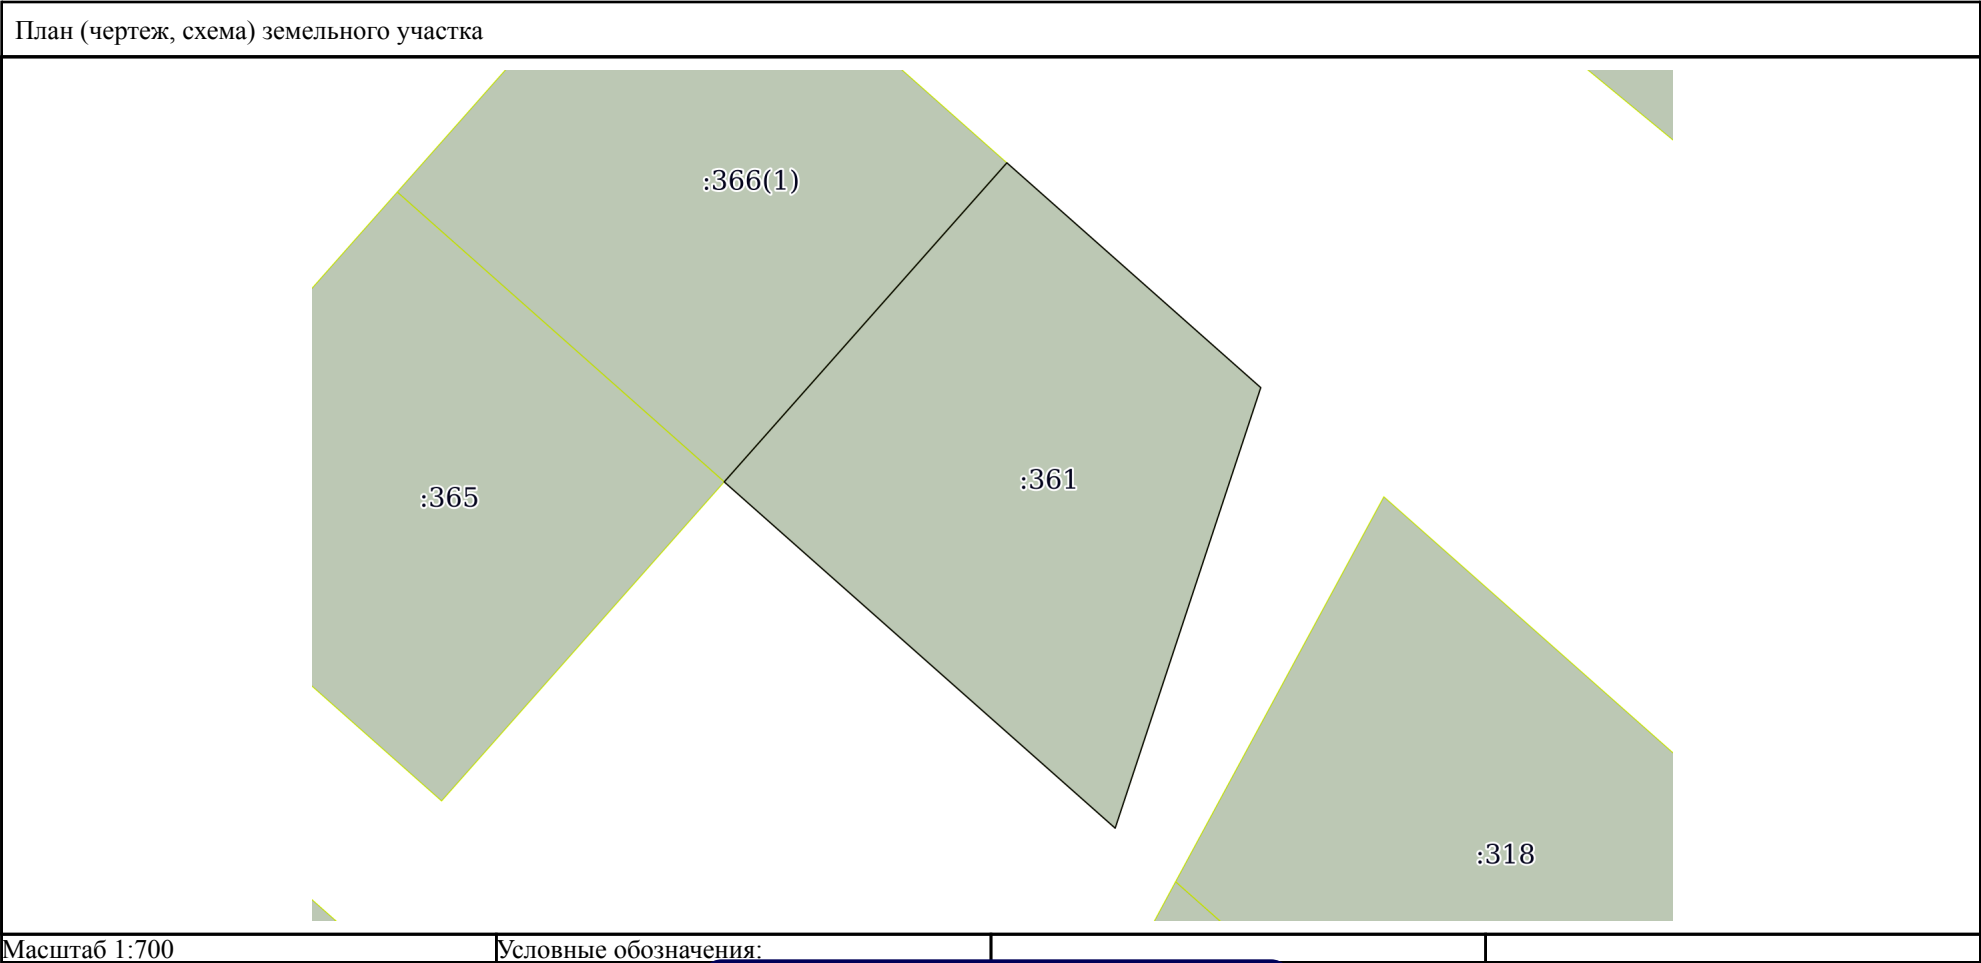 План (чертеж, схема) земельного участка
:366(1)
:361
:365
:318
Масштаб 1:700
Условные обозначения: